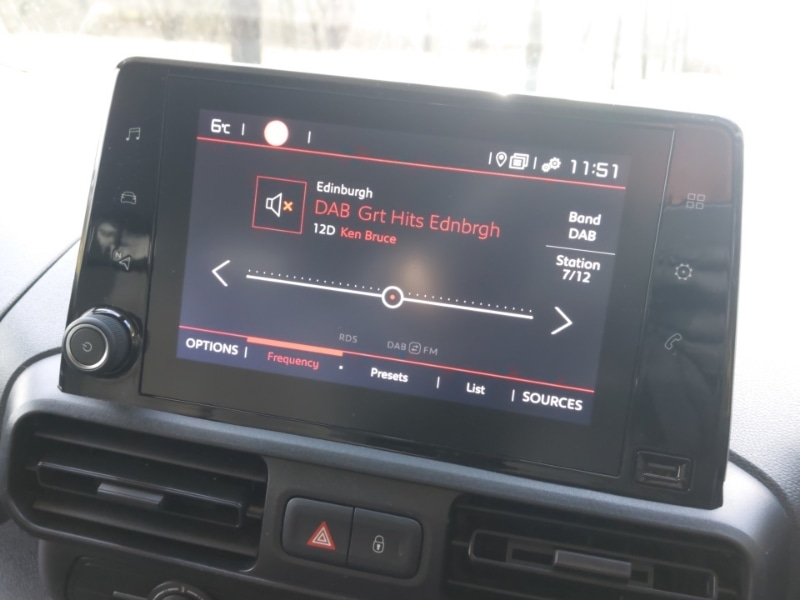 6°C
11:51
Edinburgh
DAB Grt Hits Ednbrgh
12D Ken Bruce
Band
DAB
Station
7/12
RDS
DAB FM
OPTIONS
Frequency
Presets
List
SOURCES
N